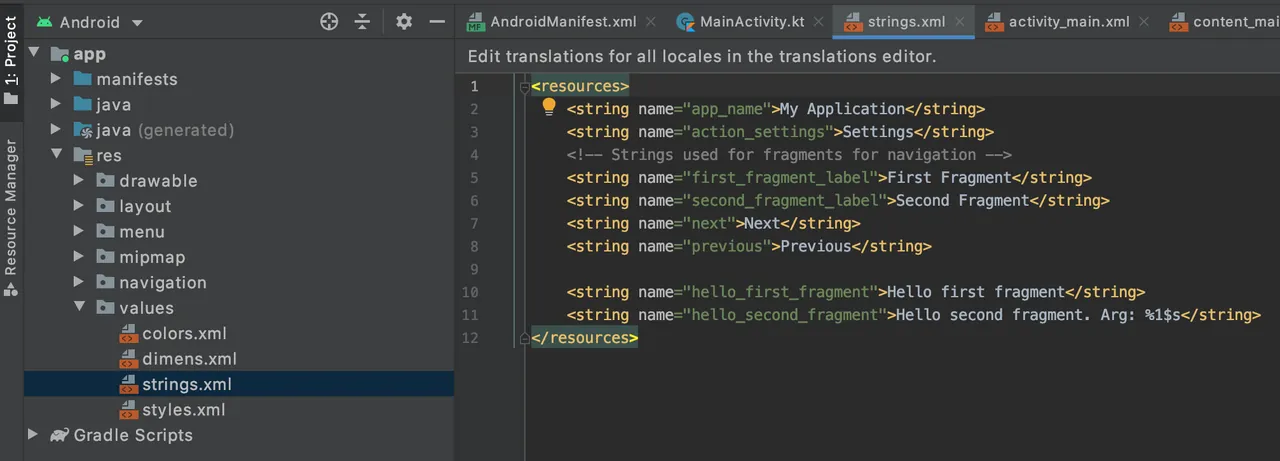 1: Project
Resource Manager
Android
app
manifests
java
java (generated)
res
drawable
layout
menu
mipmap
navigation
values
colors.xml
dimens.xml
strings.xml
styles.xml
Gradle Scripts
AndroidManifest.xml MainActivity.kt strings.xml activity_main.xml content_mai
Edit translations for all locales in the translations editor.
1 <resources>
2 <string name="app_name">My Application</string>
3 <string name="action_settings">Settings</string>
4 <!-- Strings used for fragments for navigation -->
5 <string name="first_fragment_label">First Fragment</string>
6 <string name="second_fragment_label">Second Fragment</string>
7 <string name="next">Next</string>
8 <string name="previous">Previous</string>
9
10 <string name="hello_first_fragment">Hello first fragment</string>
11 <string name="hello_second_fragment">Hello second fragment. Arg: %1$s</string>
12 </resources>